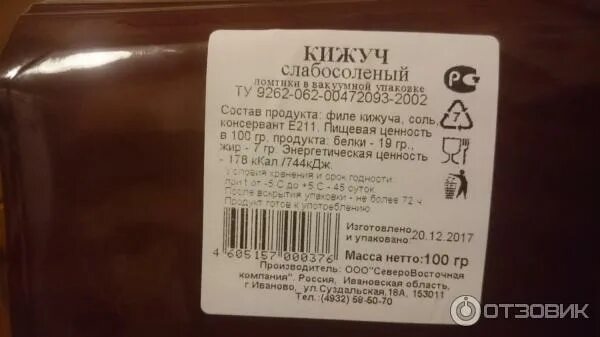 КИЖУЧ
слабосоленый
ломтики в вакуумной упаковке
ТУ 9262-062-00472093-2002
Состав продукта: филе кижуча, соль,
консервант Е211. Пищевая ценность
в 100 гр. продукта: белки - 19 гр.,
жир - 7 гр. Энергетическая ценность
- 178 кКал /744кДж.
Условия хранения и срок годности:
при t от -5 С до +5 С - 45 суток.
После вскрытия упаковки - не более 72 ч.
Продукт готов к употреблению.
РС
7
Изготовлено
и упаковано: 20.12.2017
Масса нетто: 100 гр
4 605157 000376
Производитель: ООО"СевероВосточная
компания". Россия, Ивановская область,
г.Иваново, ул.Суздальская,18А, 153011
Тел.: (4932) 58-50-70
ОТЗОВИК